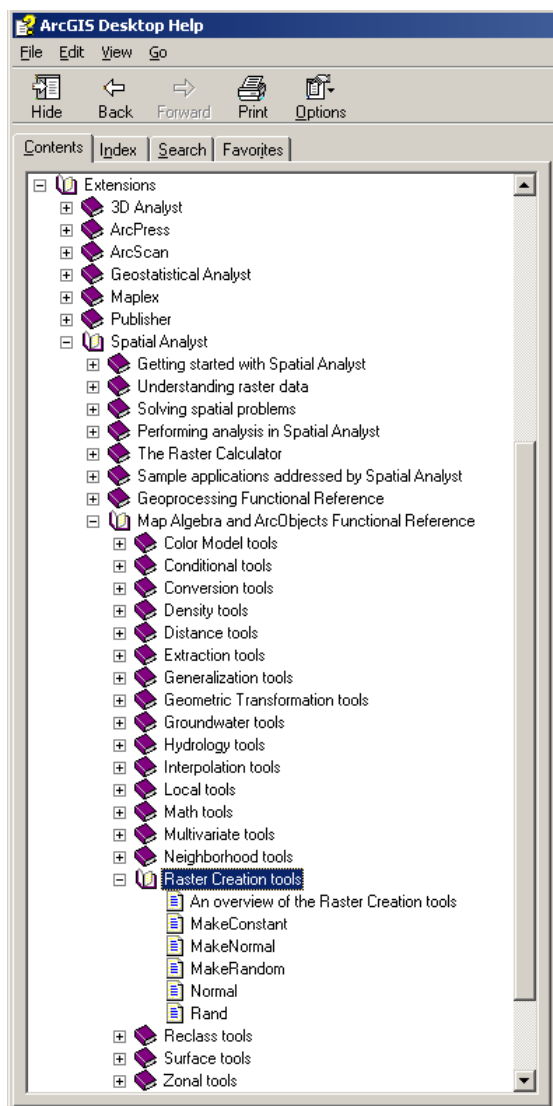 ArcGIS Desktop Help
File Edit View Go
Hide Back Forward Print Options
Contents Index Search Favorites
Extensions
3D Analyst
ArcPress
ArcScan
Geostatistical Analyst
Maplex
Publisher
Spatial Analyst
Getting started with Spatial Analyst
Understanding raster data
Solving spatial problems
Performing analysis in Spatial Analyst
The Raster Calculator
Sample applications addressed by Spatial Analyst
Geoprocessing Functional Reference
Map Algebra and ArcObjects Functional Reference
Color Model tools
Conditional tools
Conversion tools
Density tools
Distance tools
Extraction tools
Generalization tools
Geometric Transformation tools
Groundwater tools
Hydrology tools
Interpolation tools
Local tools
Math tools
Multivariate tools
Neighborhood tools
Raster Creation tools
An overview of the Raster Creation tools
MakeConstant
MakeNormal
MakeRandom
Normal
Rand
Reclass tools
Surface tools
Zonal tools